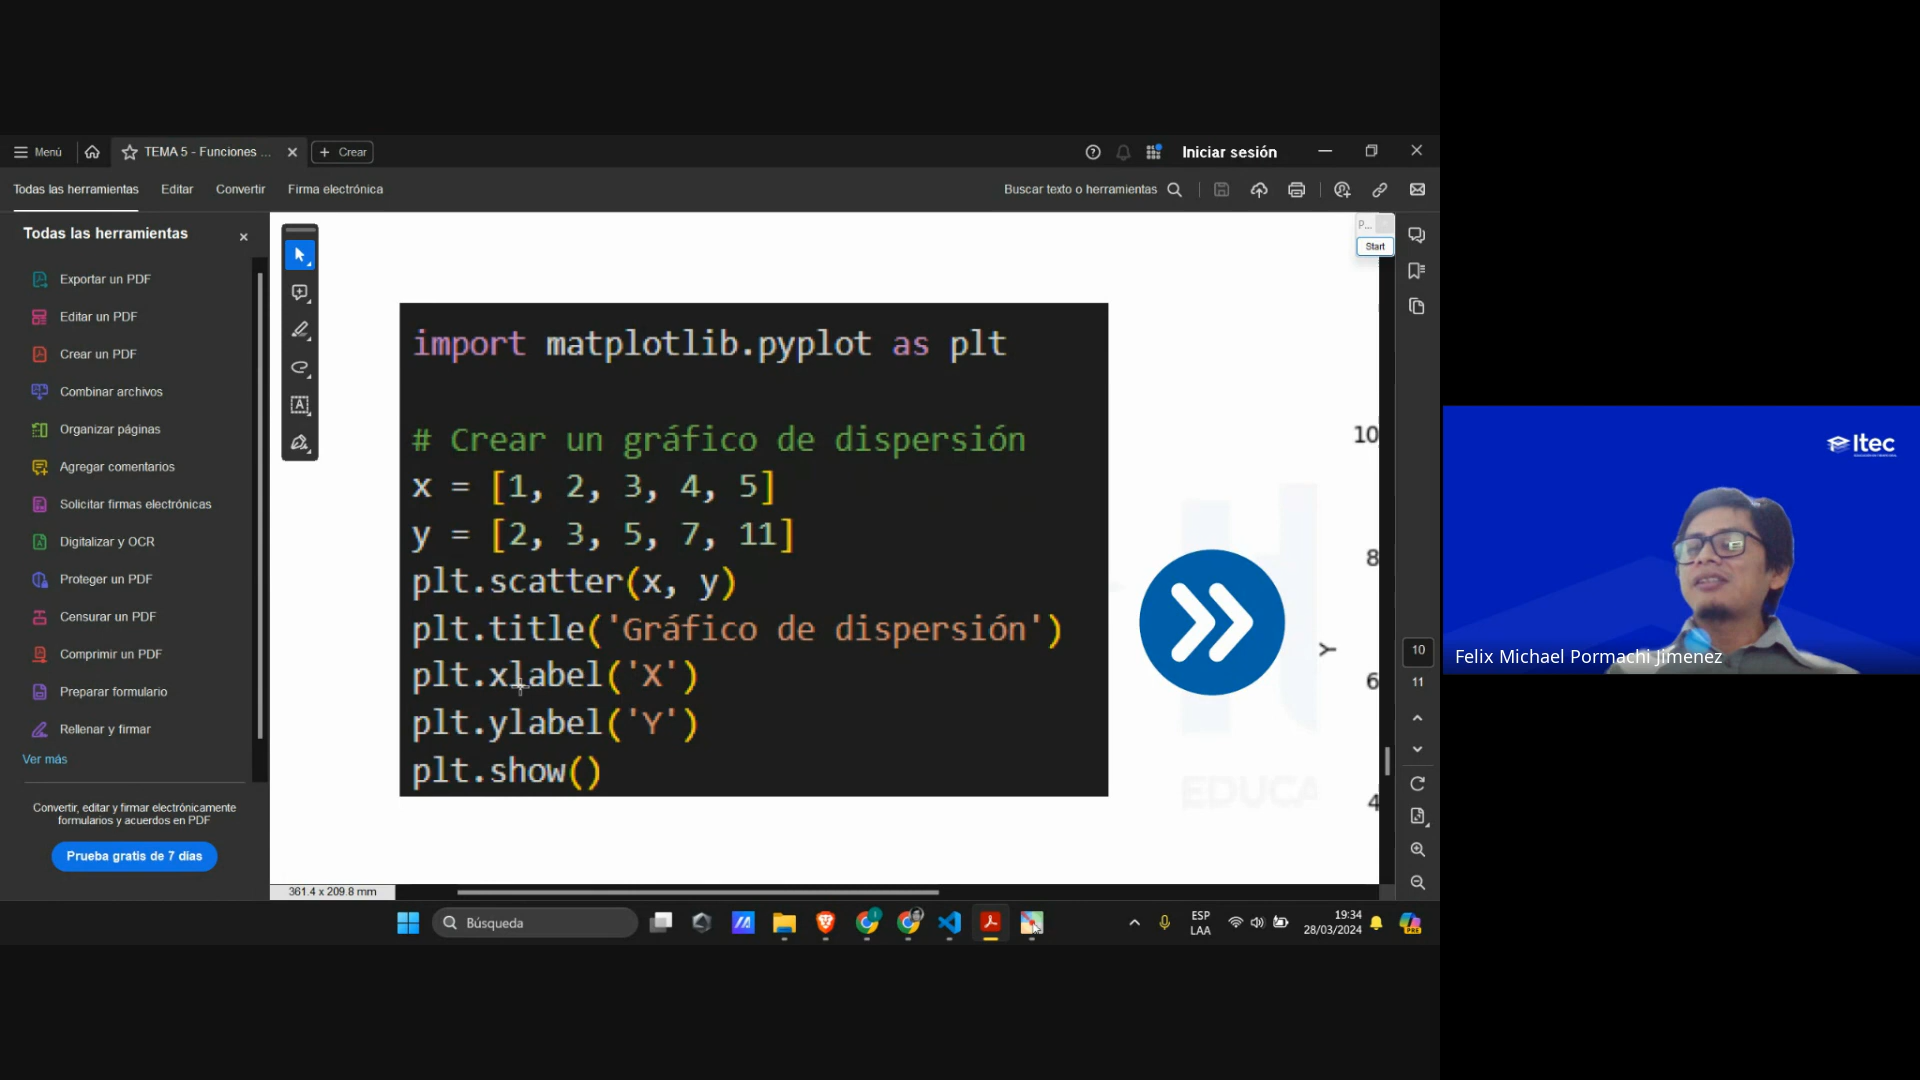 Menú
TEMA 5 - Funciones ...
Crear
Iniciar sesión
Todas las herramientas
Editar
Convertir
Firma electrónica
Buscar texto o herramientas
Todas las herramientas
Exportar un PDF
Editar un PDF
Crear un PDF
Combinar archivos
Organizar páginas
Agregar comentarios
Solicitar firmas electrónicas
Digitalizar y OCR
Proteger un PDF
Censurar un PDF
Comprimir un PDF
Preparar formulario
Rellenar y firmar
Ver más
Convertir, editar y firmar electrónicamente
formularios y acuerdos en PDF
Prueba gratis de 7 días
P...
Start
import matplotlib.pyplot as plt
# Crear un gráfico de dispersión
x = [1, 2, 3, 4, 5]
y = [2, 3, 5, 7, 11]
plt.scatter(x, y)
plt.title('Gráfico de dispersión')
plt.xlabel('X')
plt.ylabel('Y')
plt.show()
10
8
Y
6
4
EDUCA
10
11
361.4 x 209.8 mm
Búsqueda
ESP
LAA
19:34
28/03/2024
PRE
Itec
Felix Michael Pormachi Jimenez